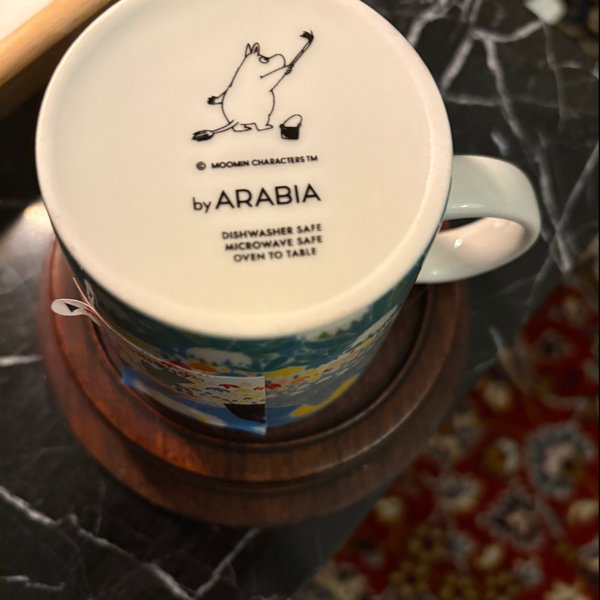 © MOOMIN CHARACTERS™
by ARABIA
DISHWASHER SAFE
MICROWAVE SAFE
OVEN TO TABLE